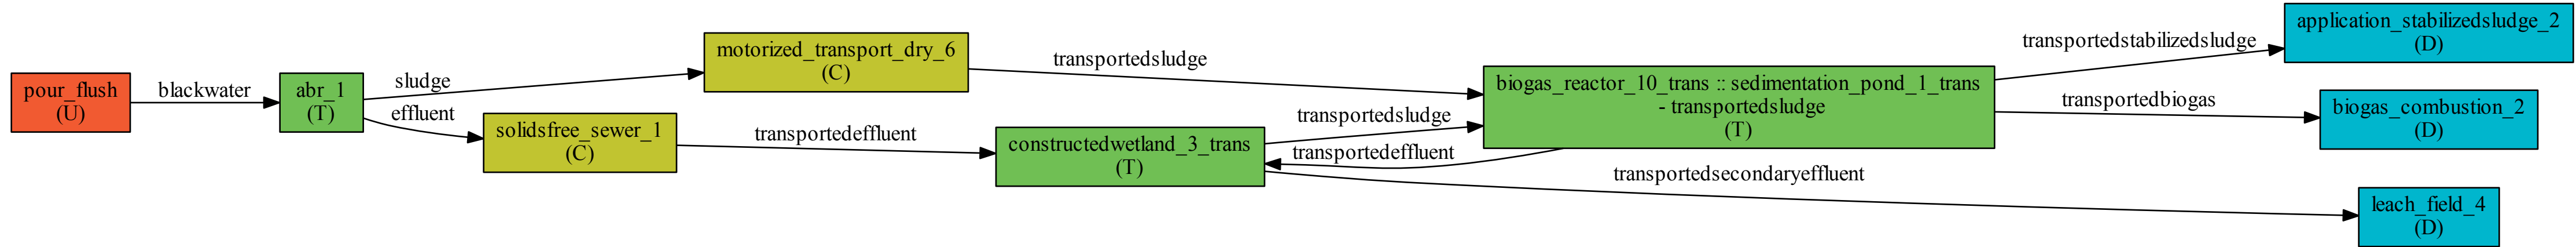 pour_flush
(U)
blackwater
abr_1
(T)
sludge
effluent
motorized_transport_dry_6
(C)
solidsfree_sewer_1
(C)
transportedsludge
transportedeffluent
constructedwetland_3_trans
(T)
transportedsludge
transportedeffluent
biogas_reactor_10_trans :: sedimentation_pond_1_trans
- transportedsludge
(T)
transportedsecondaryeffluent
transportedstabilizedsludge
transportedbiogas
application_stabilizedsludge_2
(D)
biogas_combustion_2
(D)
leach_field_4
(D)